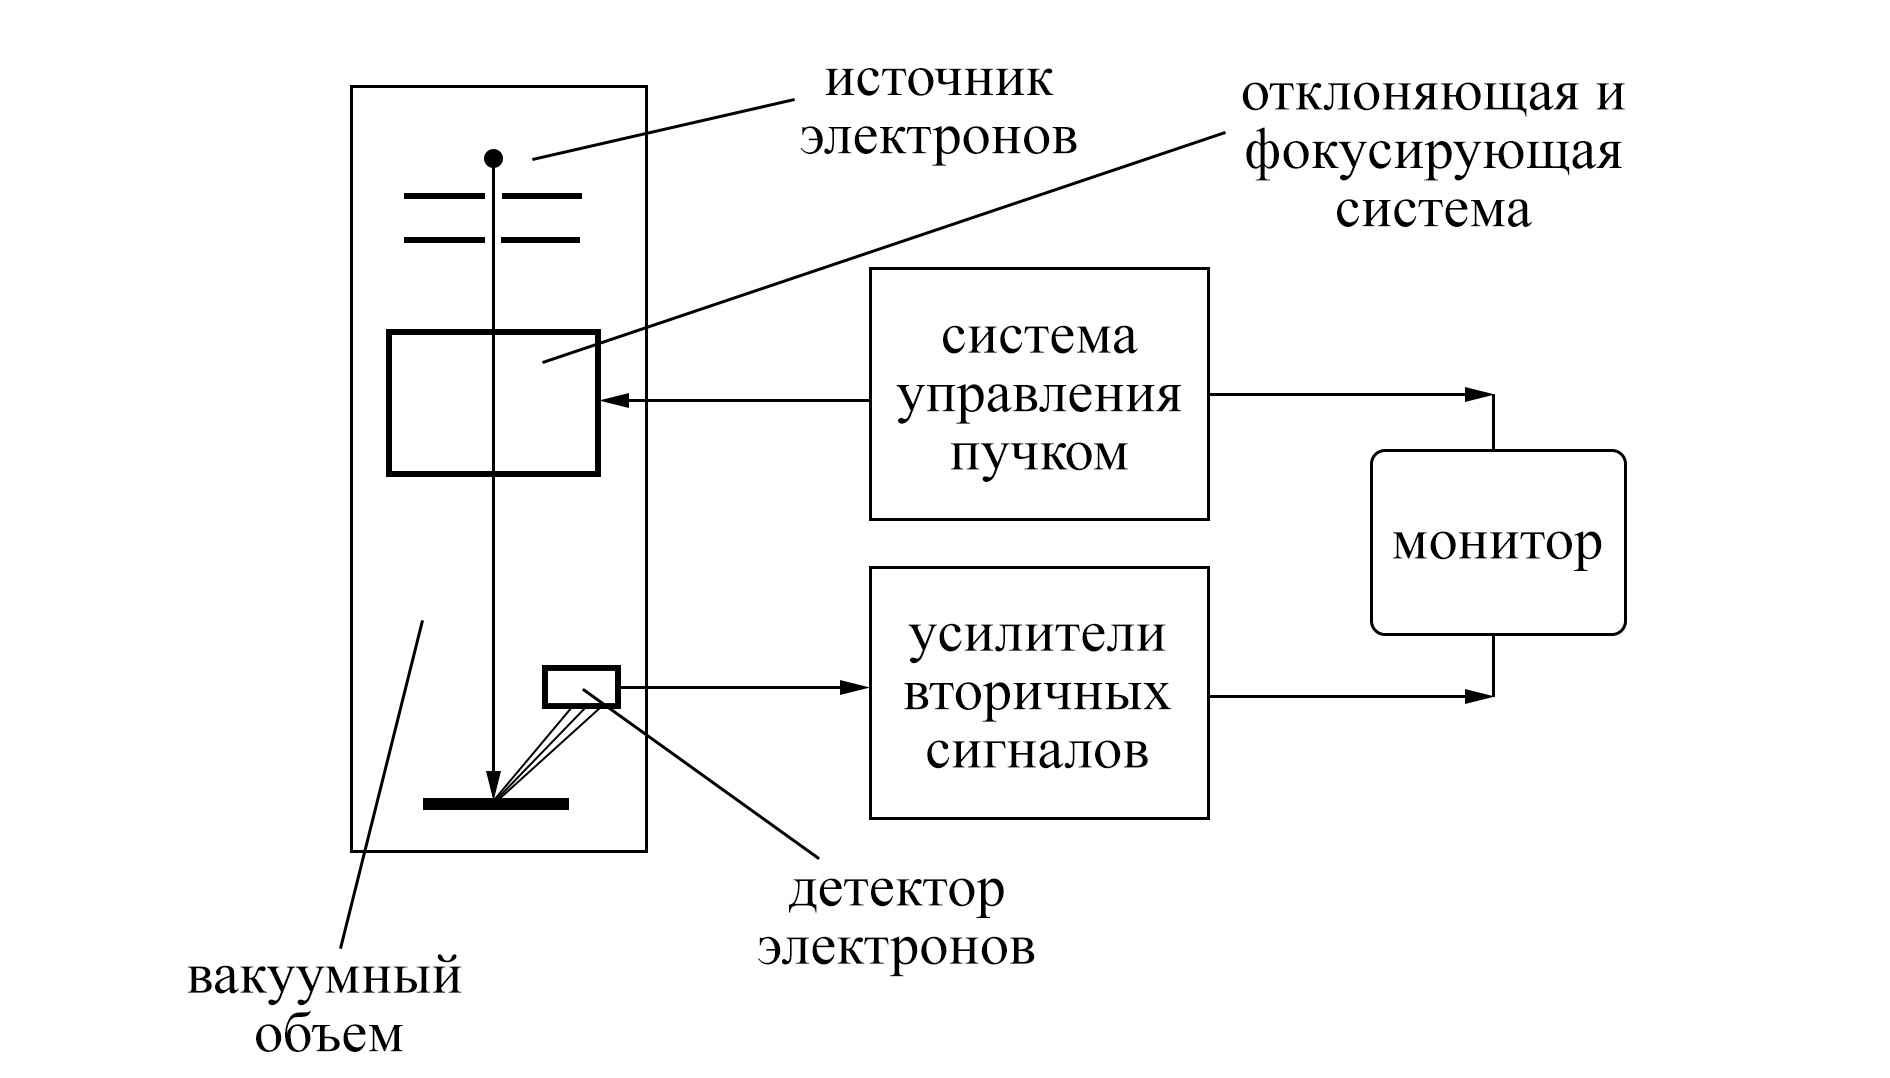 источник
электронов
отклоняющая и
фокусирующая
система
система
управления
пучком
монитор
усилители
вторичных
сигналов
детектор
электронов
вакуумный
объем